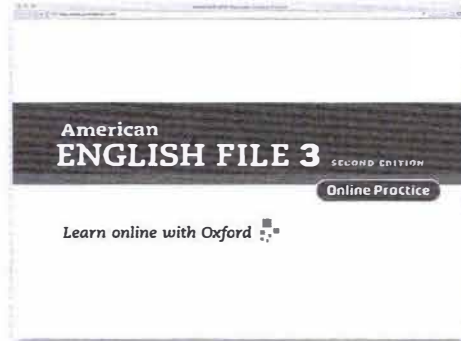 American
ENGLISH FILE 3 SECOND EDITION
Online Practice
Learn online with Oxford